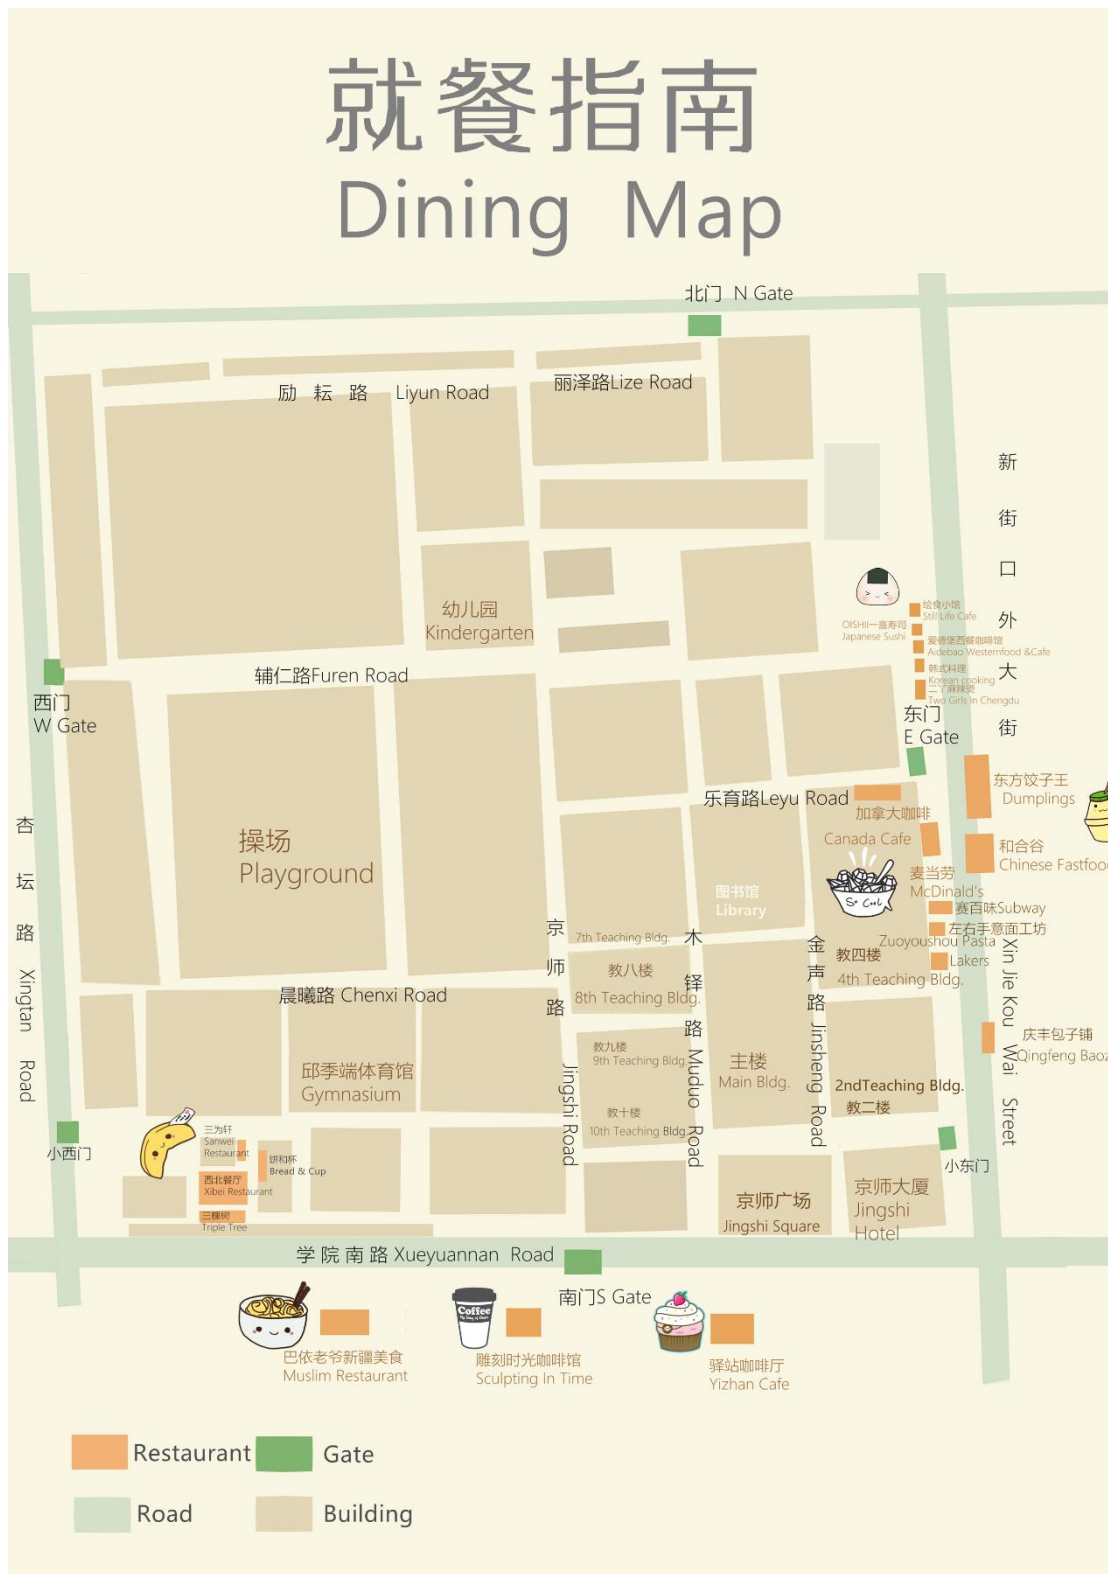 就餐指南
Dining Map
北门 N Gate
励 耘 路 Liyun Road
丽泽路Lize Road
新街口外大街
幼儿园
Kindergarten
绘食小馆
Still Life Cafe
OISHII一喜寿司
Japanese Sushi
爱德堡西餐咖啡馆
Aidebao Westernfood &Cafe
韩式料理
Korean cooking
二丫麻辣烫
Two Girls In Chengdu
辅仁路Furen Road
西门
W Gate
东门
E Gate
东方饺子王
Dumplings
乐育路Leyu Road
加拿大咖啡
Canada Cafe
操场
Playground
和合谷
Chinese Fastfood
麦当劳
McDinald's
So Cool
图书馆
Library
赛百味Subway
左右手意面工坊
Zuoyoushou Pasta
Lakers
杏坛路 Xingtan Road
京师路 Jingshi Road
木铎路 Muduo Road
金声路 Jinsheng Road
Xin Jie Kou Wai Street
7th Teaching Bldg.
教四楼
4th Teaching Bldg.
教八楼
8th Teaching Bldg.
晨曦路 Chenxi Road
庆丰包子铺
Qingfeng Baoz
教九楼
9th Teaching Bldg.
主楼
Main Bldg.
邱季端体育馆
Gymnasium
2ndTeaching Bldg.
教二楼
教十楼
10th Teaching Bldg.
小西门
三为轩
Sanwei
Restaurant
饼和杯
Bread & Cup
西北餐厅
Xibei Restaurant
三棵树
Triple Tree
小东门
京师广场
Jingshi Square
京师大厦
Jingshi
Hotel
学院南路 Xueyuannan Road
南门S Gate
Coffee
巴依老爷新疆美食
Muslim Restaurant
雕刻时光咖啡馆
Sculpting In Time
驿站咖啡厅
Yizhan Cafe
Restaurant
Gate
Road
Building